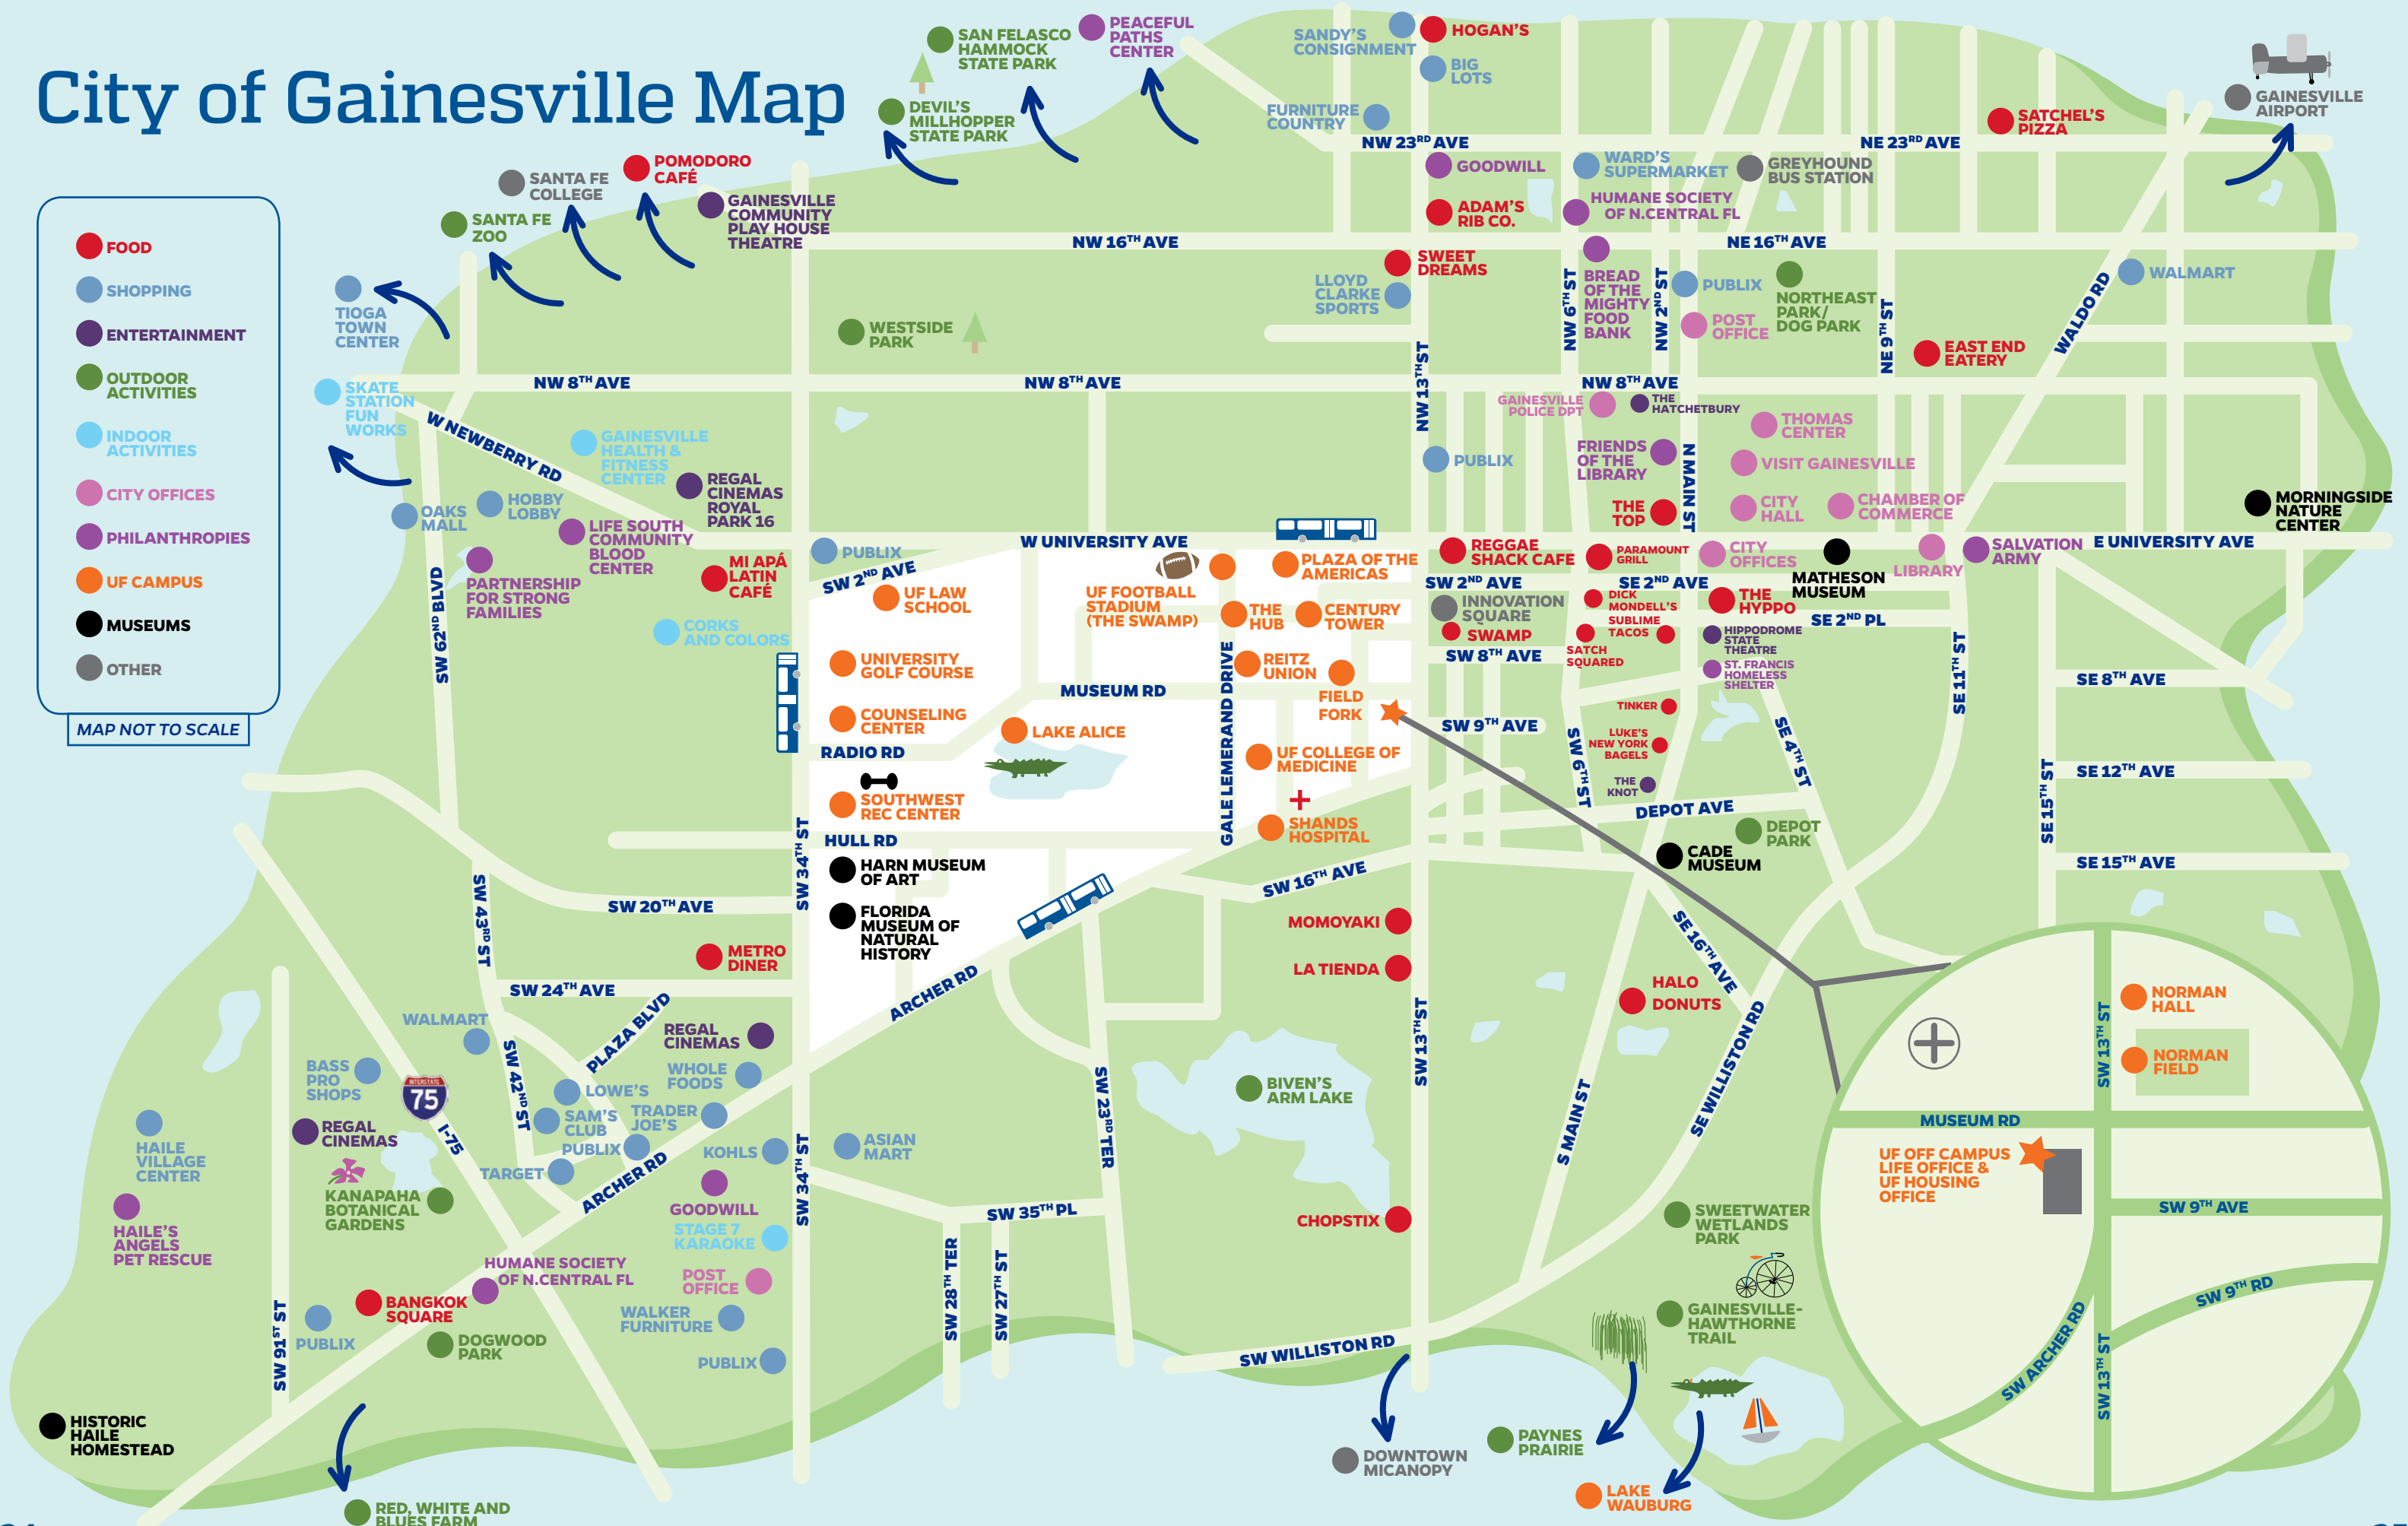 City of Gainesville Map
FOOD
SHOPPING
ENTERTAINMENT
OUTDOOR
ACTIVITIES
INDOOR
ACTIVITIES
CITY OFFICES
PHILANTHROPIES
UF CAMPUS
MUSEUMS
OTHER
MAP NOT TO SCALE
SAN FELASCO
HAMMOCK
STATE PARK
PEACEFUL
PATHS
CENTER
DEVIL'S
MILLHOPPER
STATE PARK
SANDY'S
CONSIGNMENT
HOGAN'S
BIG
LOTS
FURNITURE
COUNTRY
NW 23RD AVE
NE 23RD AVE
SATCHEL'S
PIZZA
GAINESVILLE
AIRPORT
SANTA FE
COLLEGE
POMODORO
CAFÉ
SANTA FE
ZOO
GAINESVILLE
COMMUNITY
PLAY HOUSE
THEATRE
GOODWILL
WARD'S
SUPERMARKET
GREYHOUND
BUS STATION
ADAM'S
RIB CO.
HUMANE SOCIETY
OF N.CENTRAL FL
NW 16TH AVE
NE 16TH AVE
SWEET
DREAMS
LLOYD
CLARKE
SPORTS
BREAD
OF THE
MIGHTY
FOOD
BANK
NW 6TH ST
NW 2ND ST
PUBLIX
POST
OFFICE
NORTHEAST
PARK/
DOG PARK
NE 9TH ST
WALDO RD
WALMART
EAST END
EATERY
TIOGA
TOWN
CENTER
WESTSIDE
PARK
NW 13TH ST
SKATE
STATION
FUN
WORKS
NW 8TH AVE
NW 8TH AVE
NW 8TH AVE
W NEWBERRY RD
GAINESVILLE
HEALTH &
FITNESS
CENTER
GAINESVILLE
POLICE DPT
THE
HATCHETBURY
THOMAS
CENTER
PUBLIX
FRIENDS
OF THE
LIBRARY
N MAIN ST
VISIT GAINESVILLE
REGAL
CINEMAS
ROYAL
PARK 16
HOBBY
LOBBY
OAKS
MALL
LIFE SOUTH
COMMUNITY
BLOOD
CENTER
THE
TOP
CITY
HALL
CHAMBER OF
COMMERCE
MORNINGSIDE
NATURE
CENTER
PUBLIX
W UNIVERSITY AVE
E UNIVERSITY AVE
PARTNERSHIP
FOR STRONG
FAMILIES
MI APÁ
LATIN
CAFÉ
SW 2ND AVE
PLAZA OF THE
AMERICAS
REGGAE
SHACK CAFE
PARAMOUNT
GRILL
CITY
OFFICES
MATHESON
MUSEUM
LIBRARY
SALVATION
ARMY
SW 62ND BLVD
CORKS
AND COLORS
UF LAW
SCHOOL
UF FOOTBALL
STADIUM
(THE SWAMP)
THE
HUB
CENTURY
TOWER
SW 2ND AVE
INNOVATION
SQUARE
SWAMP
SE 2ND AVE
DICK
MONDELL'S
SUBLIME
TACOS
SATCH
SQUARED
THE
HYPPO
SE 2ND PL
HIPPODROME
STATE
THEATRE
ST. FRANCIS
HOMELESS
SHELTER
UNIVERSITY
GOLF COURSE
REITZ
UNION
SW 8TH AVE
SE 11TH ST
SE 8TH AVE
MUSEUM RD
GALE LEMERAND DRIVE
FIELD
FORK
COUNSELING
CENTER
LAKE ALICE
RADIO RD
UF COLLEGE OF
MEDICINE
SW 9TH AVE
TINKER
LUKE'S
NEW YORK
BAGELS
THE
KNOT
SW 6TH ST
SE 4TH ST
SE 15TH ST
SE 12TH AVE
SOUTHWEST
REC CENTER
SHANDS
HOSPITAL
DEPOT AVE
DEPOT
PARK
CADE
MUSEUM
SE 15TH AVE
SW 34TH ST
HULL RD
HARN MUSEUM
OF ART
FLORIDA
MUSEUM OF
NATURAL
HISTORY
SW 16TH AVE
SW 43RD ST
SW 20TH AVE
METRO
DINER
ARCHER RD
MOMOYAKI
LA TIENDA
SE 16TH AVE
HALO
DONUTS
SW 24TH AVE
WALMART
PLAZA BLVD
REGAL
CINEMAS
WHOLE
FOODS
BASS
PRO
SHOPS
INTERSTATE
75
I-75
SW 42ND ST
LOWE'S
SAM'S
CLUB
TRADER
JOE'S
PUBLIX
TARGET
ARCHER RD
KOHLS
ASIAN
MART
SW 34TH ST
GOODWILL
STAGE 7
KARAOKE
POST
OFFICE
WALKER
FURNITURE
PUBLIX
HAILE
VILLAGE
CENTER
REGAL
CINEMAS
KANAPAHA
BOTANICAL
GARDENS
HAILE'S
ANGELS
PET RESCUE
HUMANE SOCIETY
OF N.CENTRAL FL
BANGKOK
SQUARE
PUBLIX
SW 91ST ST
DOGWOOD
PARK
HISTORIC
HAILE
HOMESTEAD
RED, WHITE AND
BLUES FARM
SW 23RD TER
SW 35TH PL
SW 28TH TER
SW 27TH ST
BIVEN'S
ARM LAKE
SW 13TH ST
CHOPSTIX
S MAIN ST
SE WILLISTON RD
SW WILLISTON RD
SWEETWATER
WETLANDS
PARK
GAINESVILLE-
HAWTHORNE
TRAIL
DOWNTOWN
MICANOPY
PAYNES
PRAIRIE
LAKE
WAUBURG
NORMAN
HALL
NORMAN
FIELD
SW 13TH ST
MUSEUM RD
UF OFF CAMPUS
LIFE OFFICE &
UF HOUSING
OFFICE
SW 9TH AVE
SW 9TH RD
SW ARCHER RD
SW 13TH ST